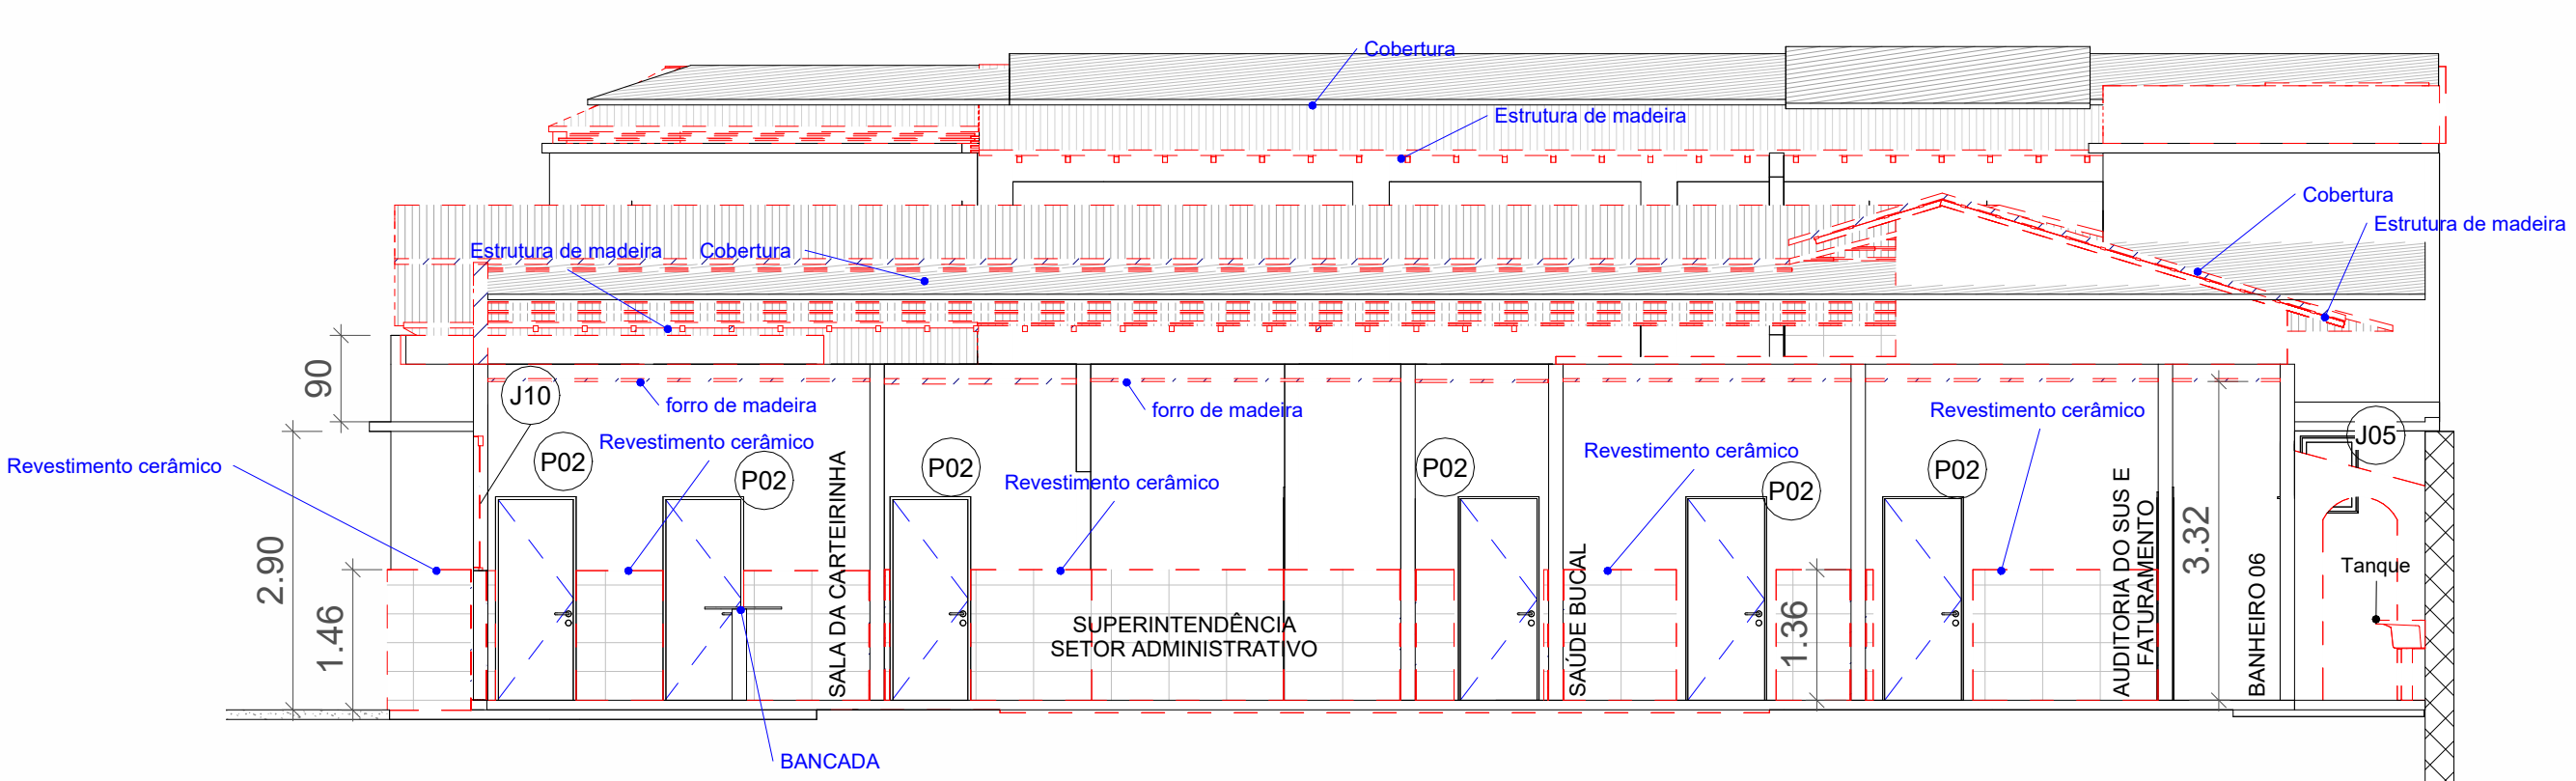 Cobertura
Estrutura de madeira
Cobertura
Estrutura de madeira
Estrutura de madeira
Cobertura
90
J10
forro de madeira
forro de madeira
Revestimento cerâmico
Revestimento cerâmico
Revestimento cerâmico
Revestimento cerâmico
Revestimento cerâmico
J05
P02
P02
P02
P02
P02
P02
2.90
1.46
SALA DA CARTEIRINHA
SUPERINTENDÊNCIA
SETOR ADMINISTRATIVO
SAÚDE BUCAL
1.36
AUDITORIA DO SUS E
FATURAMENTO
3.32
BANHEIRO 06
Tanque
BANCADA